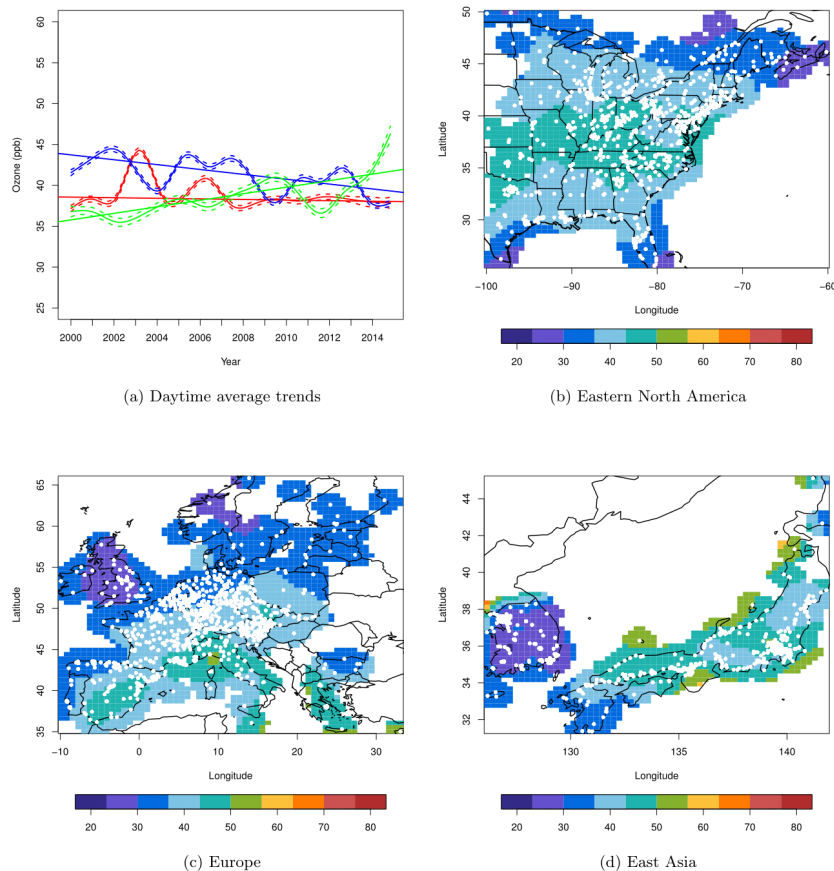 60
55
50
45
40
35
30
25
Ozone (ppb)
2000 2002 2004 2006 2008 2010 2012 2014
Year
(a) Daytime average trends
50
45
40
35
30
Latitude
−100 −90 −80 −70 −60
Longitude
20 30 40 50 60 70 80
(b) Eastern North America
65
60
55
50
45
40
35
Latitude
−10 0 10 20 30
Longitude
20 30 40 50 60 70 80
(c) Europe
44
42
40
38
36
34
32
Latitude
130 135 140
Longitude
20 30 40 50 60 70 80
(d) East Asia